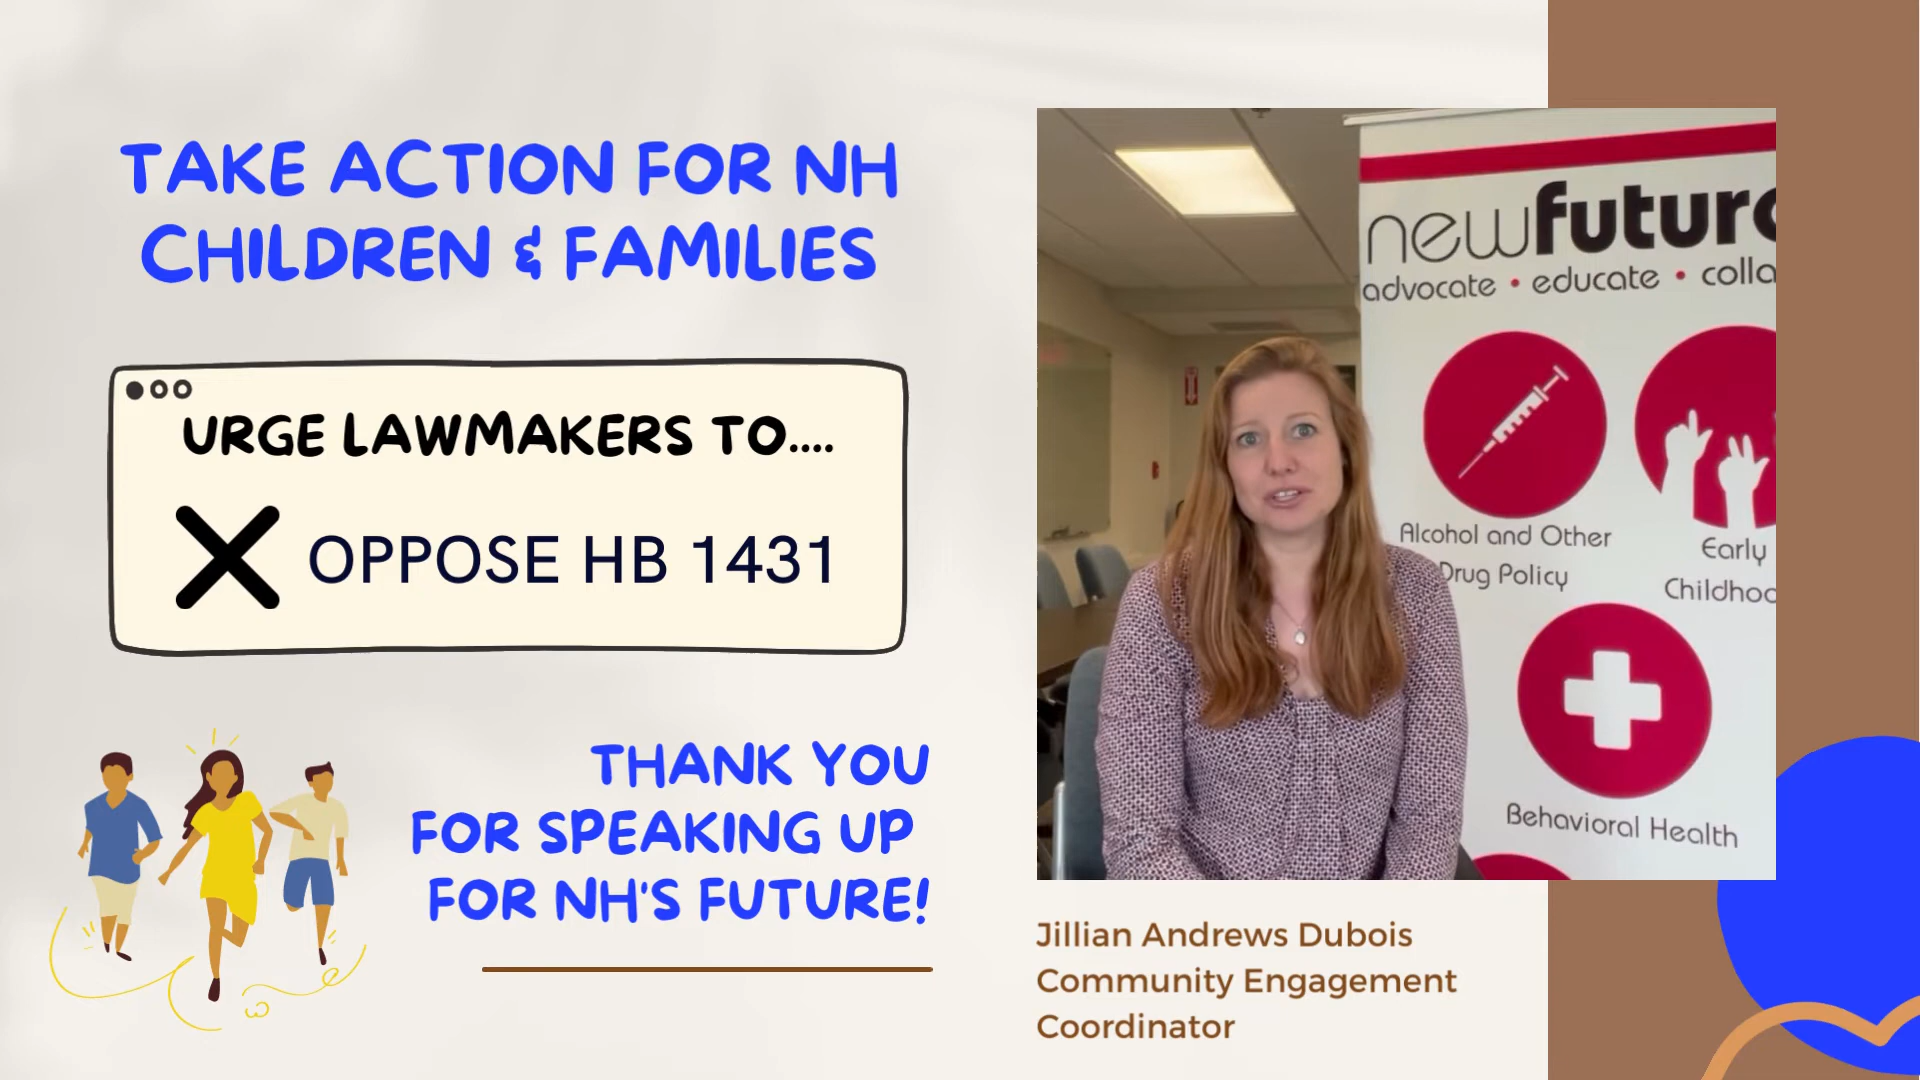 TAKE ACTION FOR NH
CHILDREN & FAMILIES
URGE LAWMAKERS TO....
OPPOSE HB 1431
THANK YOU
FOR SPEAKING UP
FOR NH'S FUTURE!
newfutur
advocate • educate • colla
Alcohol and Other
Drug Policy
Early
Childhoo
Behavioral Health
Jillian Andrews Dubois
Community Engagement
Coordinator